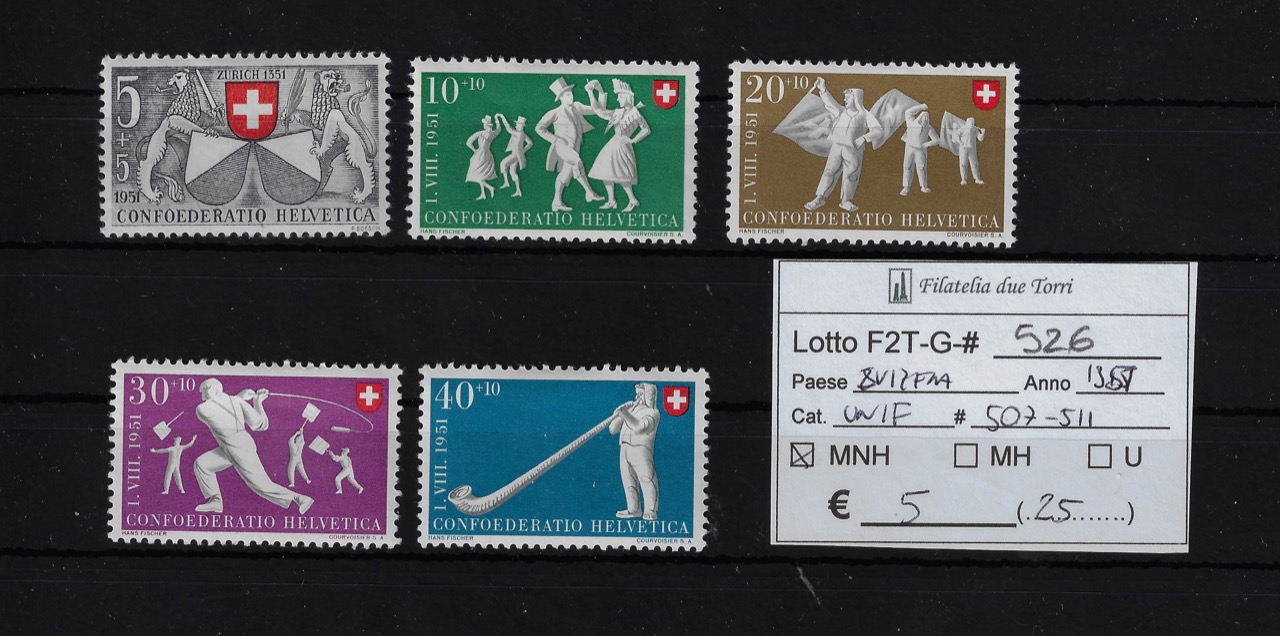 ZÜRICH 1351
5
+
5
1951
CONFOEDERATIO HELVETICA
10+10
1. VIII. 1951
CONFOEDERATIO HELVETICA
HANS FISCHER COURVOISIER S. A.
20+10
1. VIII. 1951
CONFOEDERATIO HELVETICA
HANS FISCHER COURVOISIER S. A.
30+10
1. VIII. 1951
CONFOEDERATIO HELVETICA
HANS FISCHER COURVOISIER S. A.
40+10
1. VIII. 1951
CONFOEDERATIO HELVETICA
HANS FISCHER COURVOISIER S. A.
Filatelia due Torri
Lotto F2T-G-# 526
Paese SVIZZERA Anno
Cat. UNIF # 507-511
MNH MH U
€ 5 (.25.......)